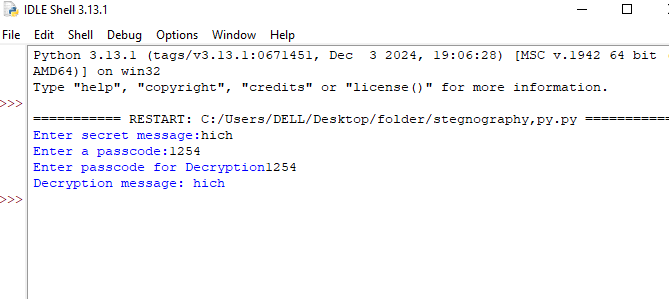 IDLE Shell 3.13.1
File Edit Shell Debug Options Window Help
Python 3.13.1 (tags/v3.13.1:0671451, Dec  3 2024, 19:06:28) [MSC v.1942 64 bit (
AMD64)] on win32
Type "help", "copyright", "credits" or "license()" for more information.
>>>
=========== RESTART: C:/Users/DELL/Desktop/folder/stegnography,py.py ===========
Enter secret message:hich
Enter a passcode:1254
Enter passcode for Decryption1254
Decryption message: hich
>>>